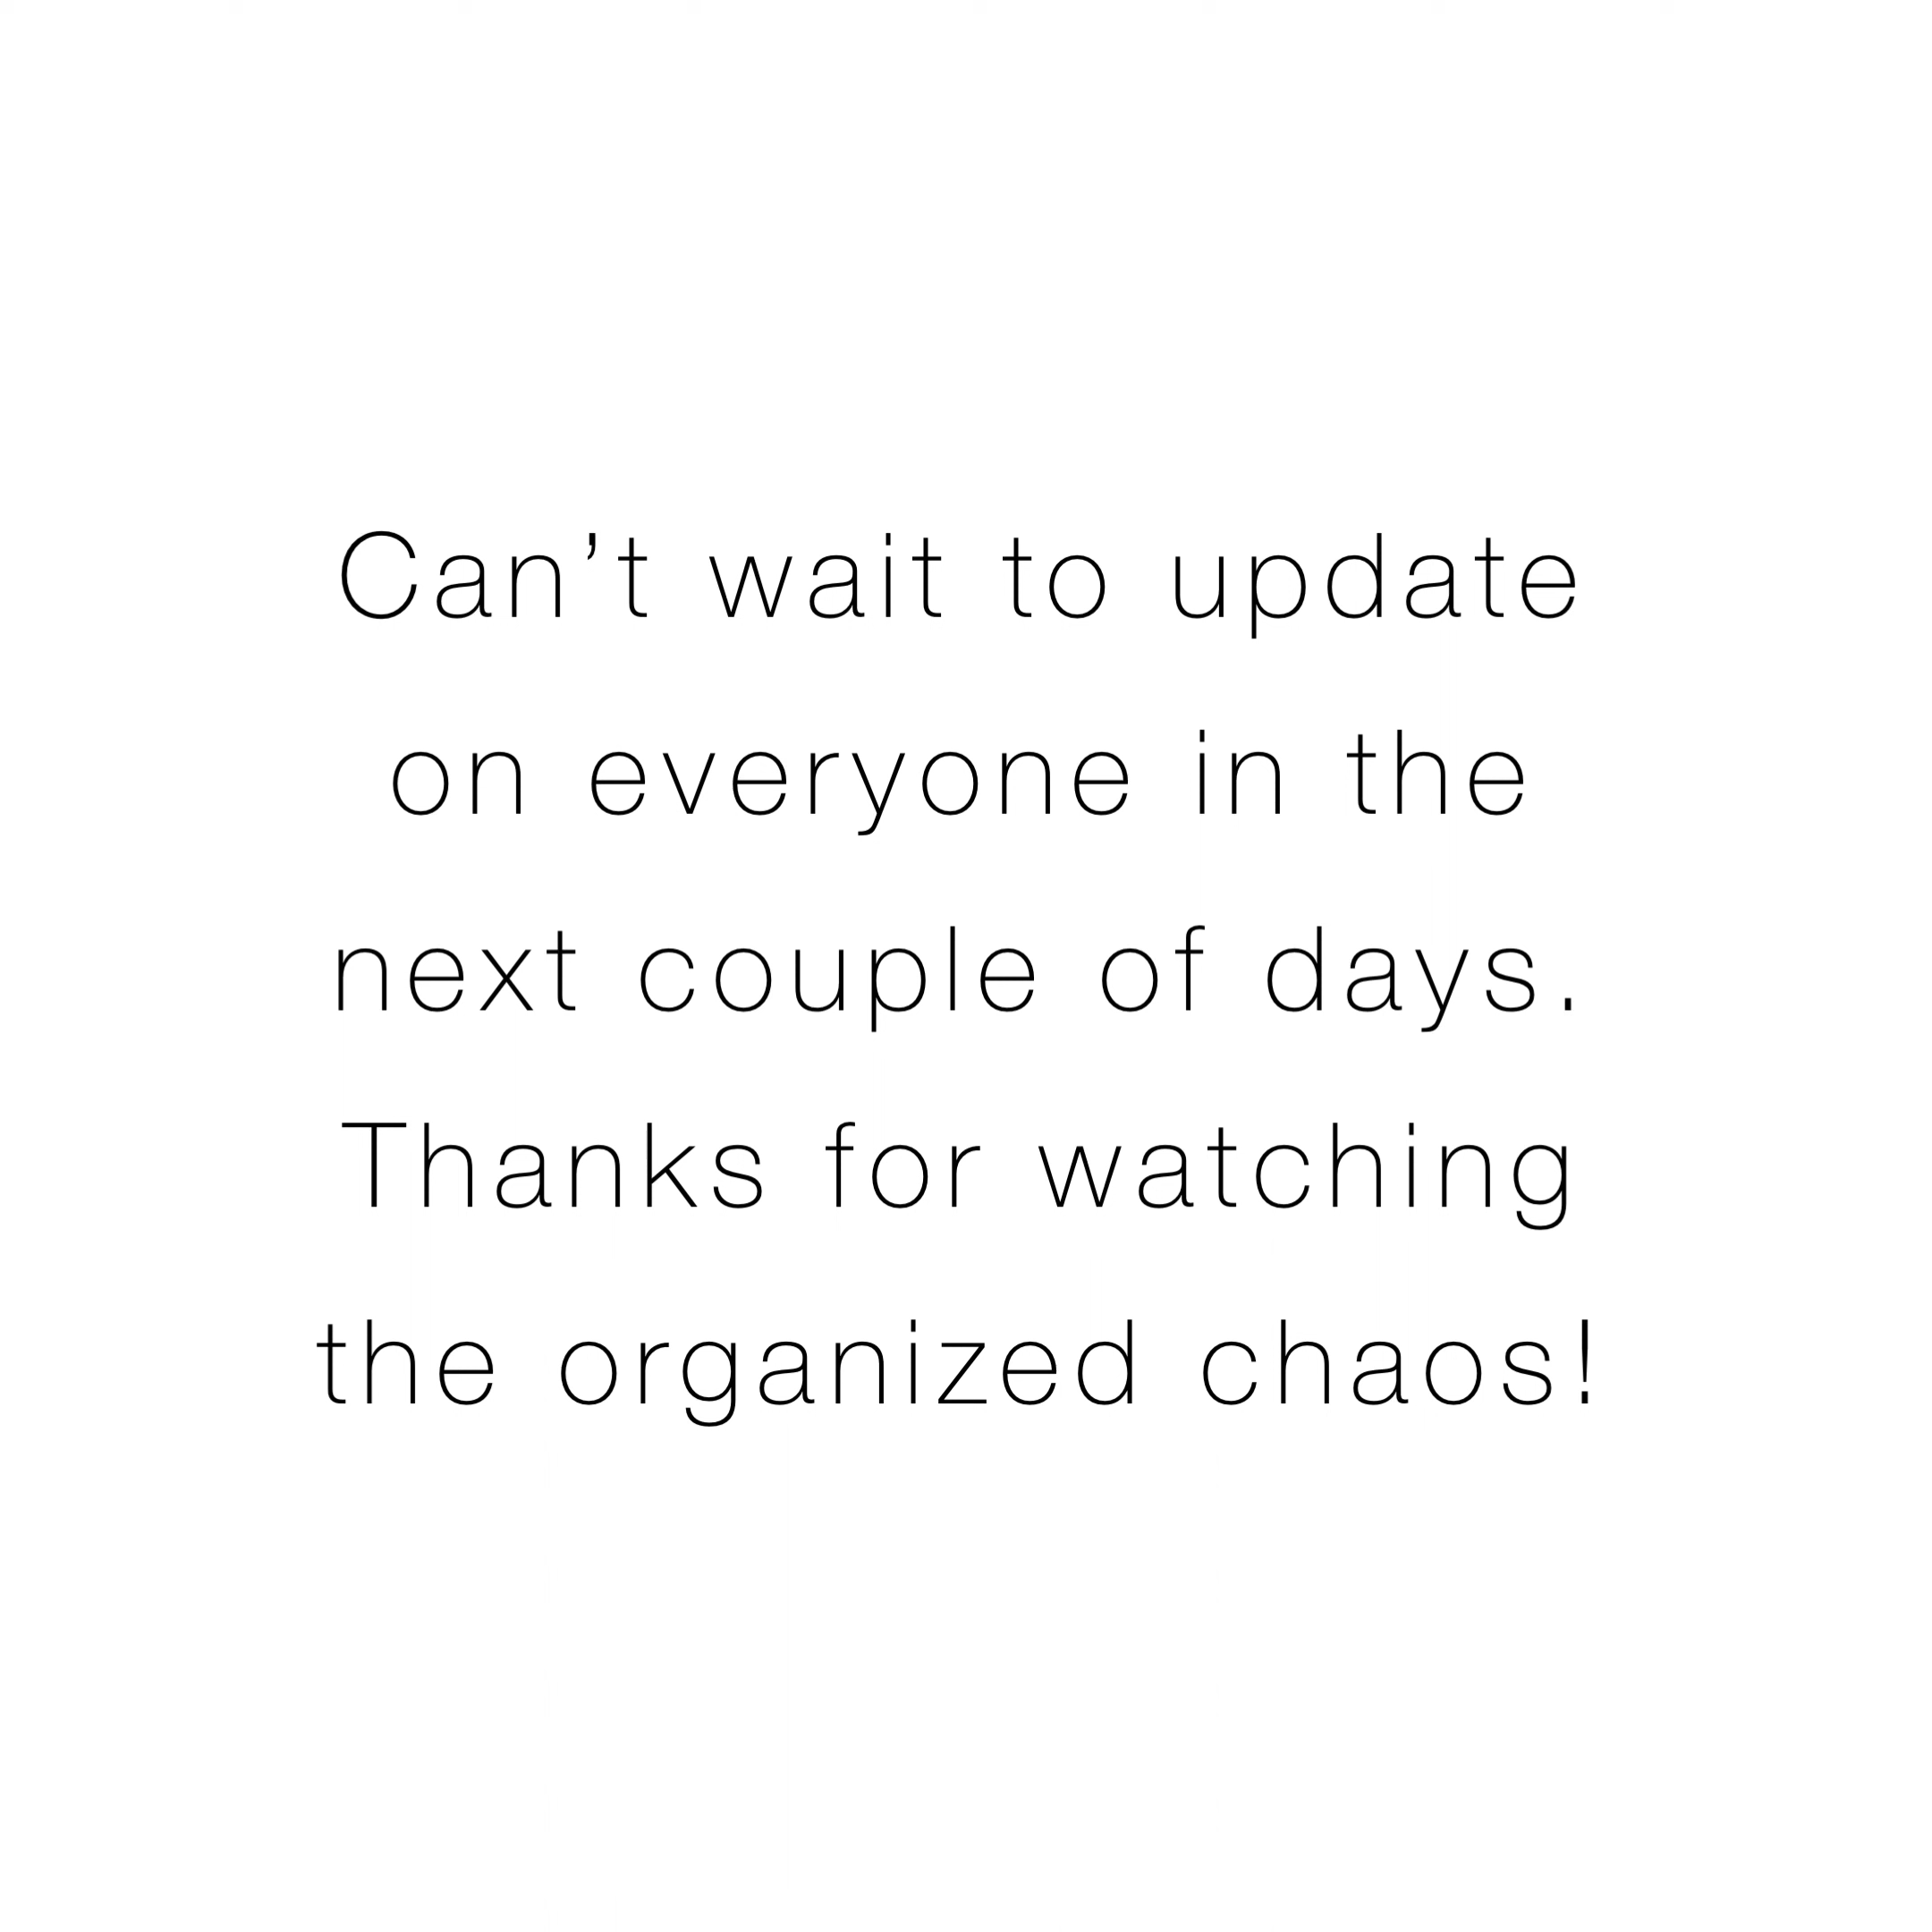 Can’t wait to update
on everyone in the
next couple of days.
Thanks for watching
the organized chaos!